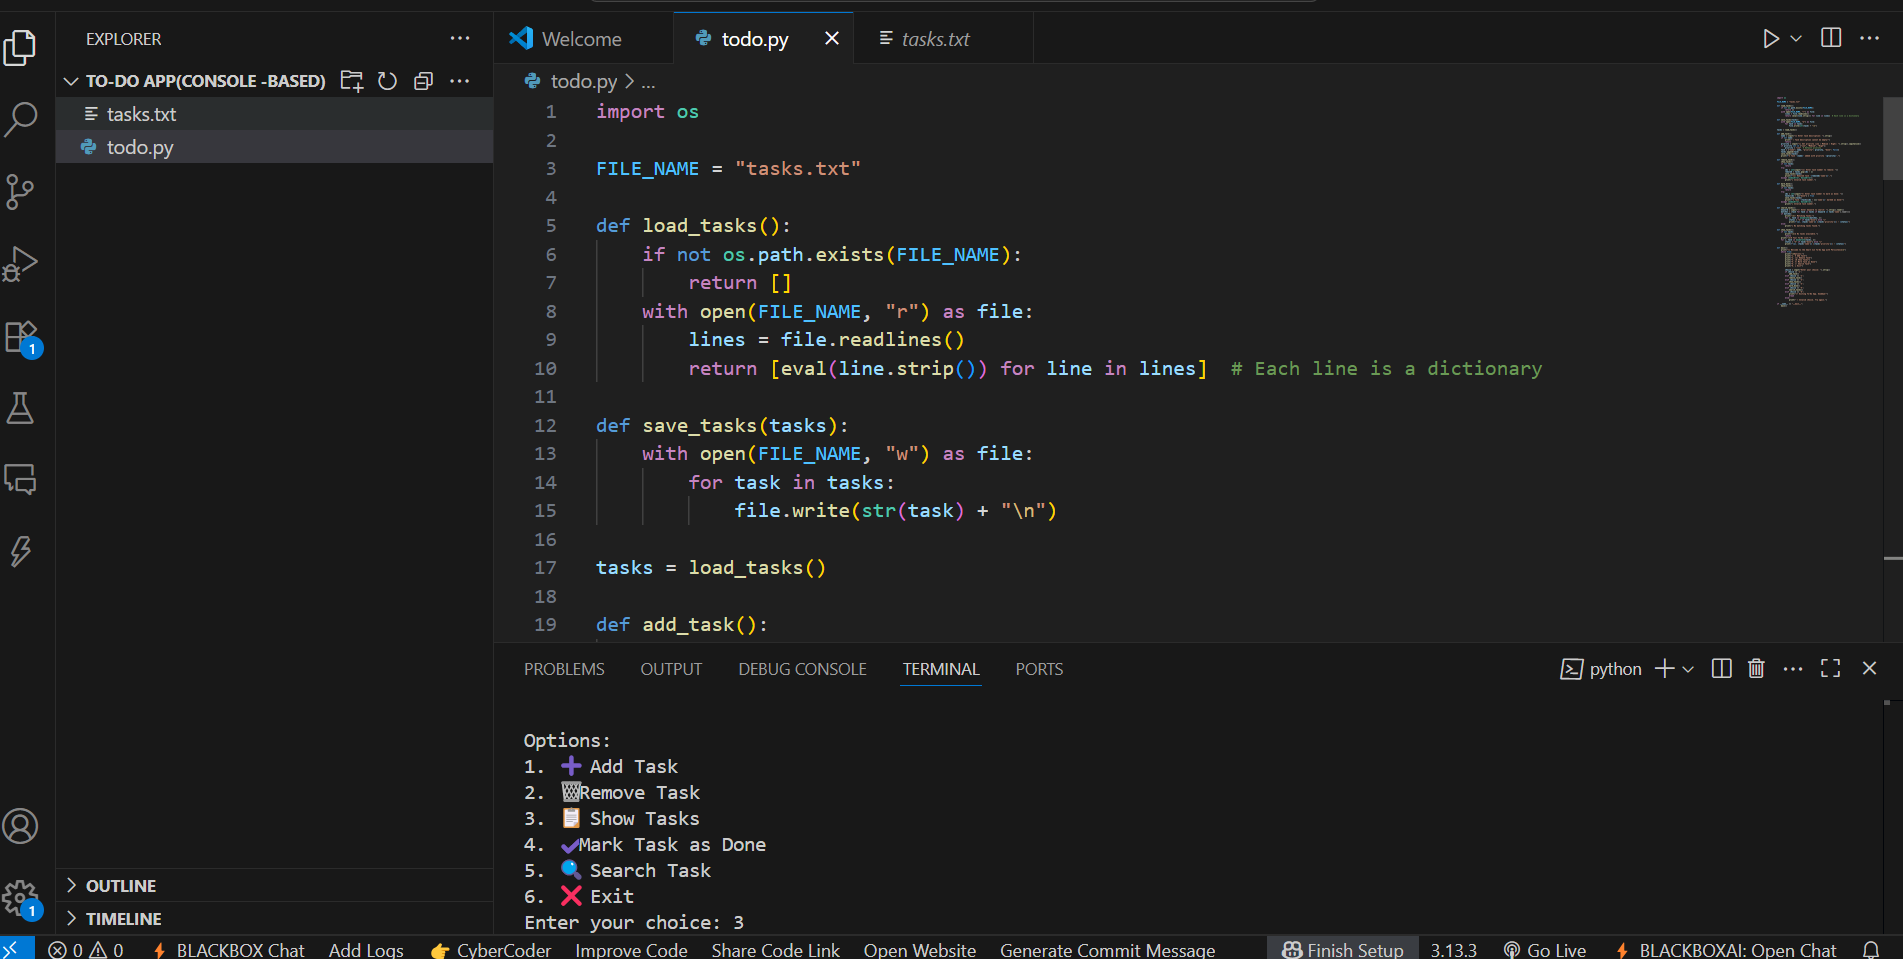 EXPLORER
TO-DO APP(CONSOLE -BASED)
tasks.txt
todo.py
OUTLINE
TIMELINE
Welcome
todo.py
tasks.txt
todo.py > ...
1 import os
2
3 FILE_NAME = "tasks.txt"
4
5 def load_tasks():
6 if not os.path.exists(FILE_NAME):
7 return []
8 with open(FILE_NAME, "r") as file:
9 lines = file.readlines()
10 return [eval(line.strip()) for line in lines]  # Each line is a dictionary
11
12 def save_tasks(tasks):
13 with open(FILE_NAME, "w") as file:
14 for task in tasks:
15 file.write(str(task) + "\n")
16
17 tasks = load_tasks()
18
19 def add_task():
PROBLEMS OUTPUT DEBUG CONSOLE TERMINAL PORTS
python
Options:
1. ➕ Add Task
2. 🗑Remove Task
3. 📋 Show Tasks
4. ✔Mark Task as Done
5. 🔍 Search Task
6. ❌ Exit
Enter your choice: 3
1
1
0 0 BLACKBOX Chat Add Logs 👉 CyberCoder Improve Code Share Code Link Open Website Generate Commit Message Finish Setup 3.13.3 Go Live BLACKBOXAI: Open Chat